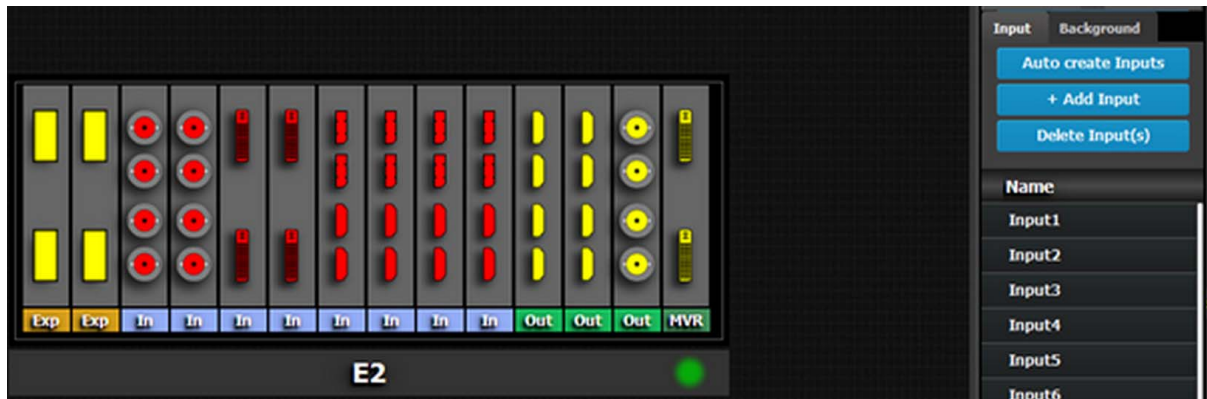 Input Background
Auto create Inputs
+ Add Input
Delete Input(s)
Name
Input1
Input2
Input3
Input4
Input5
Input6
Exp Exp In In In In In In In In Out Out Out MVR
E2